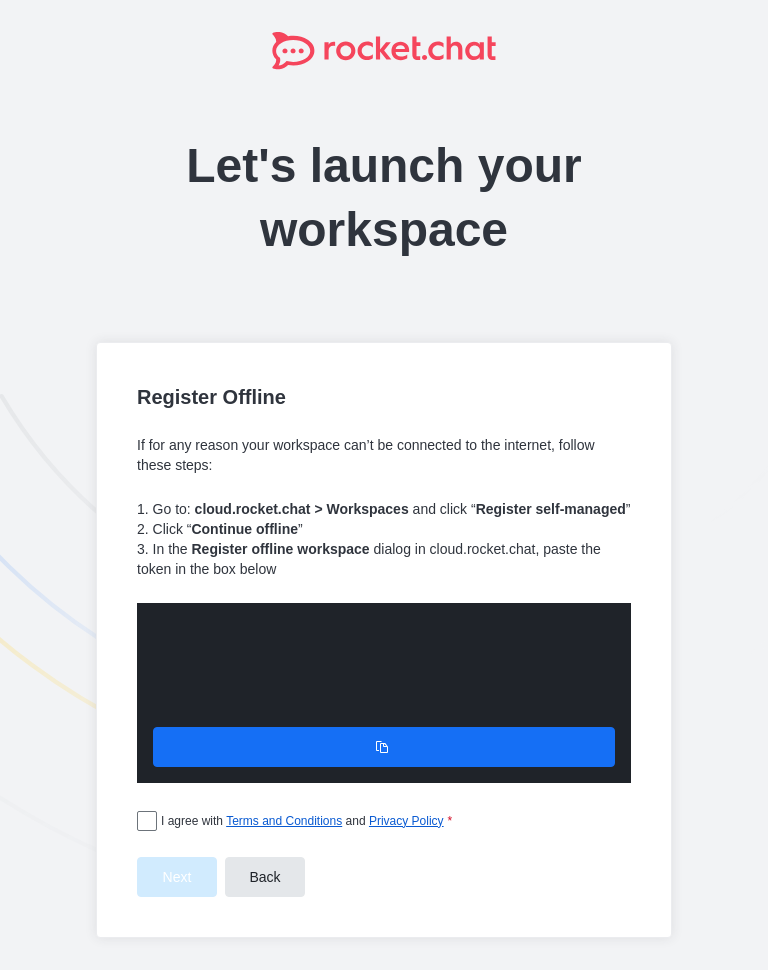 rocket.chat
Let's launch your
workspace
Register Offline
If for any reason your workspace can’t be connected to the internet, follow
these steps:
1. Go to: cloud.rocket.chat > Workspaces and click “Register self-managed”
2. Click “Continue offline”
3. In the Register offline workspace dialog in cloud.rocket.chat, paste the
token in the box below
I agree with Terms and Conditions and Privacy Policy *
Next Back